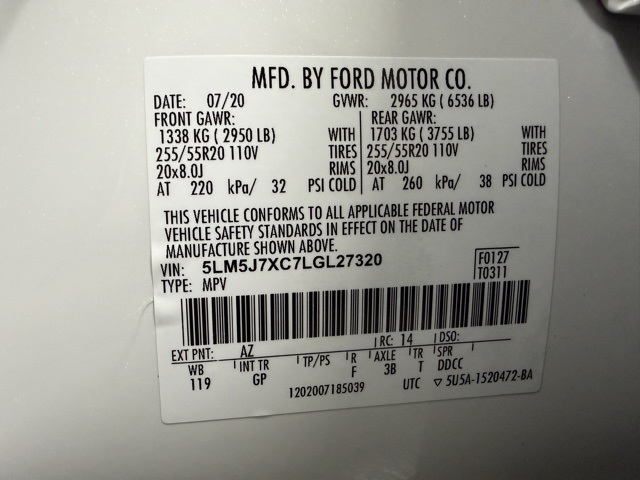 MFD. BY FORD MOTOR CO.
DATE: 07/20 GVWR: 2965 KG ( 6536 LB)
FRONT GAWR: REAR GAWR:
1338 KG ( 2950 LB) WITH 1703 KG ( 3755 LB) WITH
255/55R20 110V TIRES 255/55R20 110V TIRES
20x8.0J RIMS 20x8.0J RIMS
AT 220 kPa/ 32 PSI COLD AT 260 kPa/ 38 PSI COLD
THIS VEHICLE CONFORMS TO ALL APPLICABLE FEDERAL MOTOR
VEHICLE SAFETY STANDARDS IN EFFECT ON THE DATE OF
MANUFACTURE SHOWN ABOVE.
VIN: 5LM5J7XC7LGL27320 F0127
TYPE: MPV T0311
EXT PNT: AZ RC: 14 DSO:
WB INT TR TP/PS R AXLE TR SPR
119 GP F 3B T DDCC
1202007185039 UTC ▽ 5U5A-1520472-BA